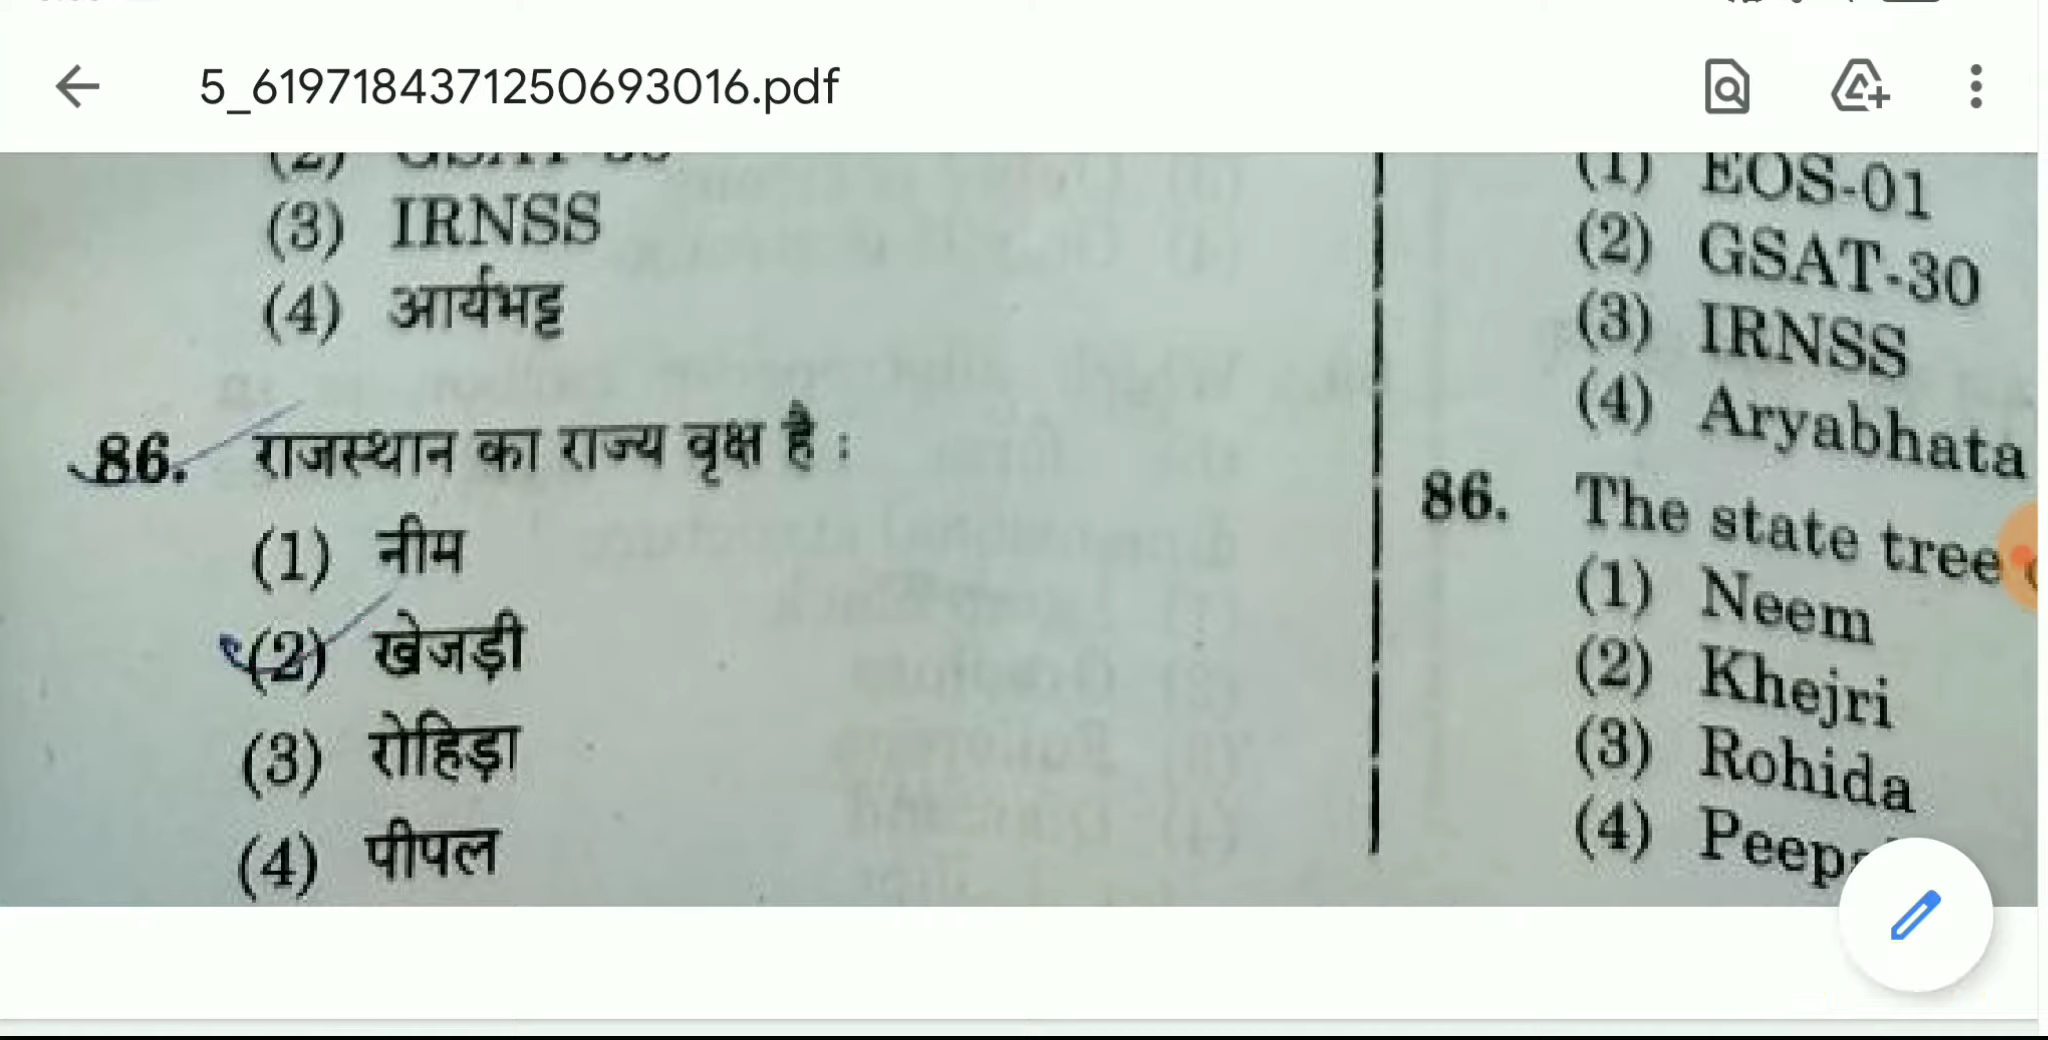 5_6197184371250693016.pdf
(3) IRNSS
(4) आर्यभट्ट
86. राजस्थान का राज्य वृक्ष है :
(1) नीम
(2) खेजड़ी
(3) रोहिड़ा
(4) पीपल
(1) EOS-01
(2) GSAT-30
(3) IRNSS
(4) Aryabhata
86. The state tree
(1) Neem
(2) Khejri
(3) Rohida
(4)